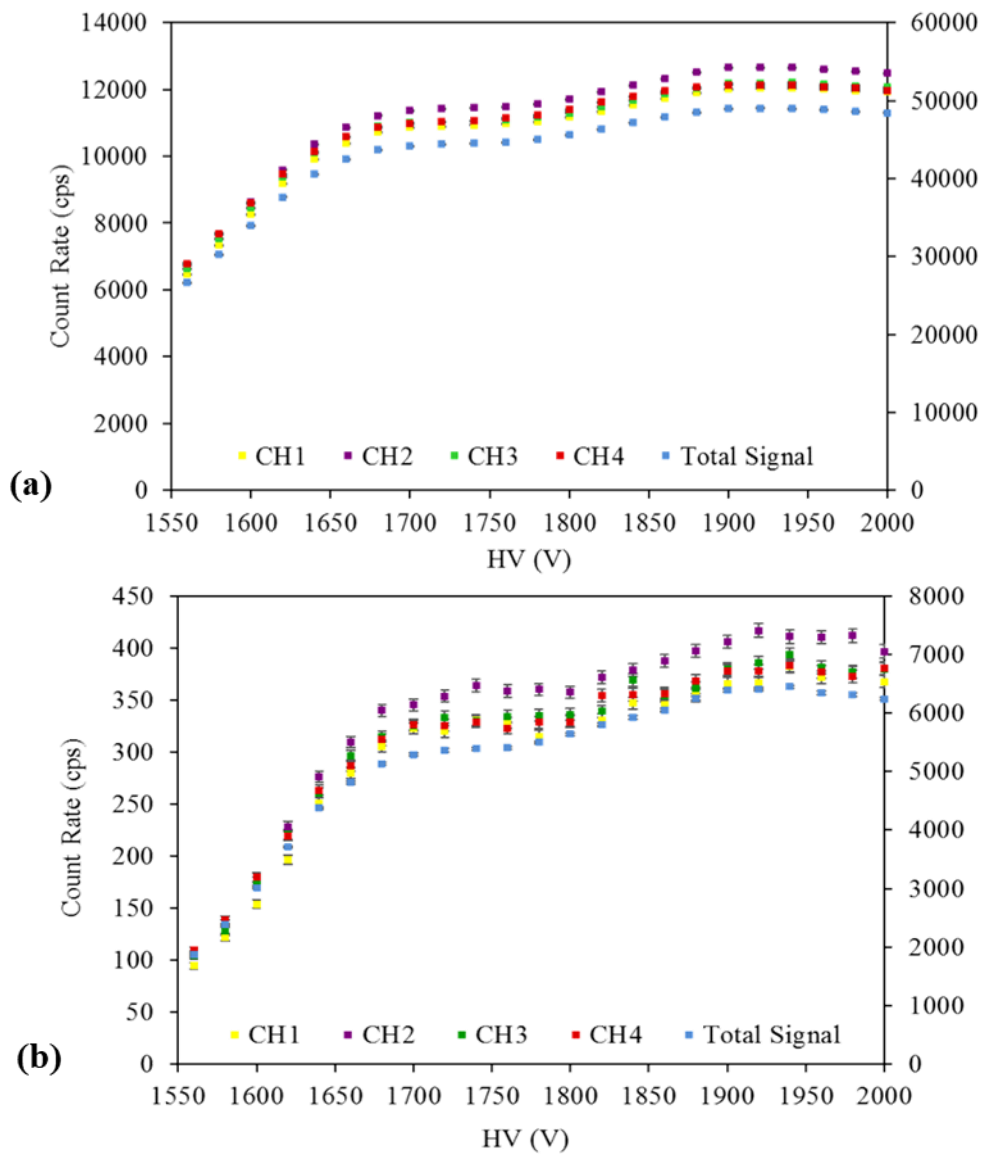 14000 60000
12000 50000
10000 40000
8000 30000
6000
4000 20000
2000 10000
0 0
Count Rate (cps)
CH1 CH2 CH3 CH4 Total Signal
(a)
1550 1600 1650 1700 1750 1800 1850 1900 1950 2000
HV (V)
450 8000
400 7000
350 6000
300 5000
250
200 4000
150 3000
100 2000
50 1000
0 0
Count Rate (cps)
CH1 CH2 CH3 CH4 Total Signal
(b)
1550 1600 1650 1700 1750 1800 1850 1900 1950 2000
HV (V)